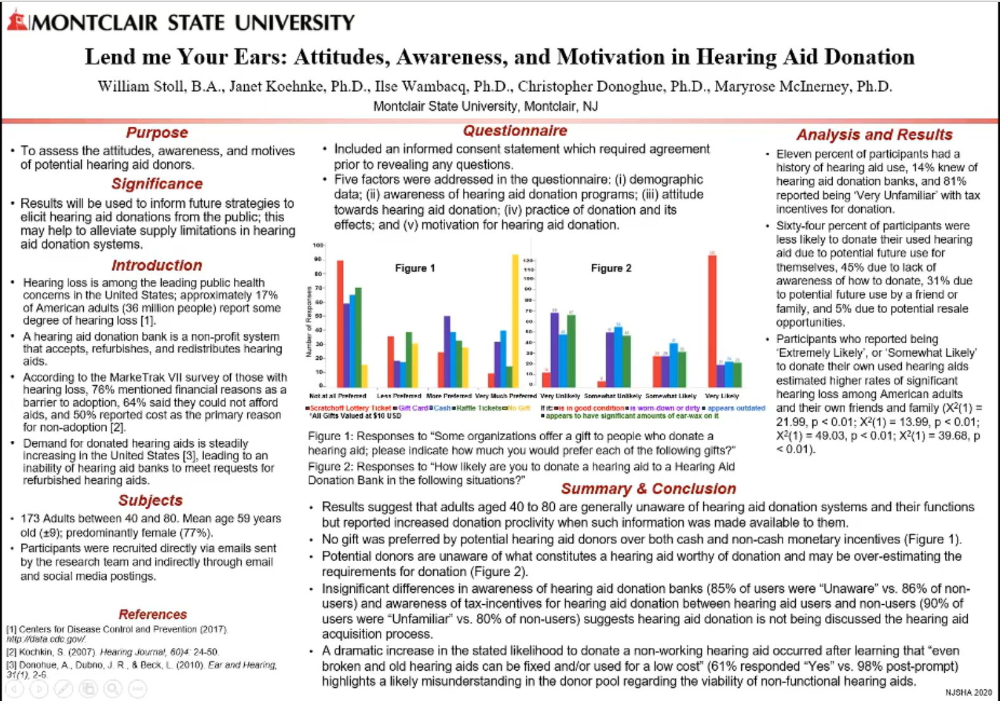 MONTCLAIR STATE UNIVERSITY
Lend me Your Ears: Attitudes, Awareness, and Motivation in Hearing Aid Donation
William Stoll, B.A., Janet Koehnke, Ph.D., Ilse Wambacq, Ph.D., Christopher Donoghue, Ph.D., Maryrose McInerney, Ph.D.
Montclair State University, Montclair, NJ
Purpose
• To assess the attitudes, awareness, and motives
of potential hearing aid donors.
Significance
• Results will be used to inform future strategies to
elicit hearing aid donations from the public; this
may help to alleviate supply limitations in hearing
aid donation systems.
Introduction
• Hearing loss is among the leading public health
concerns in the United States; approximately 17%
of American adults (36 million people) report some
degree of hearing loss [1].
• A hearing aid donation bank is a non-profit system
that accepts, refurbishes, and redistributes hearing
aids.
• According to the MarkeTrak VII survey of those with
hearing loss, 76% mentioned financial reasons as a
barrier to adoption, 64% said they could not afford
aids, and 50% reported cost as the primary reason
for non-adoption [2].
• Demand for donated hearing aids is steadily
increasing in the United States [3], leading to an
inability of hearing aid banks to meet requests for
refurbished hearing aids.
Subjects
• 173 Adults between 40 and 80. Mean age 59 years
old (±9); predominantly female (77%).
• Participants were recruited directly via emails sent
by the research team and indirectly through email
and social media postings.
References
[1] Centers for Disease Control and Prevention (2017).
http://data.cdc.gov/.
[2] Kochkin, S. (2007). Hearing Journal, 60)4: 24-50.
[3] Donohue, A., Dubno, J. R., & Beck, L. (2010). Ear and Hearing,
31(1), 2-6.
Questionnaire
• Included an informed consent statement which required agreement
prior to revealing any questions.
• Five factors were addressed in the questionnaire: (i) demographic
data; (ii) awareness of hearing aid donation programs; (iii) attitude
towards hearing aid donation; (iv) practice of donation and its
effects; and (v) motivation for hearing aid donation.
Figure 1
Number of Responses
100
90
80
70
60
50
40
30
20
10
0
Not at all Preferred Less Preferred More Preferred Very Much Preferred
Scratchoff Lottery Ticket Gift Card Cash Raffle Tickets No Gift
*All Gifts Valued at $10 USD
Figure 2
120
110
100
90
80
70
60
50
40
30
20
10
0
Very Unlikely Somewhat Unlikely Somewhat Likely Very Likely
If it: is in good condition is worn-down or dirty appears outdated
appears to have significant amounts of ear-wax on it
Figure 1: Responses to “Some organizations offer a gift to people who donate a
hearing aid; please indicate how much you would prefer each of the following gifts?”
Figure 2: Responses to “How likely are you to donate a hearing aid to a Hearing Aid
Donation Bank in the following situations?”
Analysis and Results
• Eleven percent of participants had a
history of hearing aid use, 14% knew of
hearing aid donation banks, and 81%
reported being ‘Very Unfamiliar’ with tax
incentives for donation.
• Sixty-four percent of participants were
less likely to donate their used hearing
aid due to potential future use for
themselves, 45% due to lack of
awareness of how to donate, 31% due
to potential future use by a friend or
family, and 5% due to potential resale
opportunities.
• Participants who reported being
‘Extremely Likely’, or ‘Somewhat Likely’
to donate their own used hearing aids
estimated higher rates of significant
hearing loss among American adults
and their own friends and family (X²(1) =
21.99, p < 0.01; X²(1) = 13.99, p < 0.01;
X²(1) = 49.03, p < 0.01; X²(1) = 39.68, p
< 0.01).
Summary & Conclusion
• Results suggest that adults aged 40 to 80 are generally unaware of hearing aid donation systems and their functions
but reported increased donation proclivity when such information was made available to them.
• No gift was preferred by potential hearing aid donors over both cash and non-cash monetary incentives (Figure 1).
• Potential donors are unaware of what constitutes a hearing aid worthy of donation and may be over-estimating the
requirements for donation (Figure 2).
• Insignificant differences in awareness of hearing aid donation banks (85% of users were “Unaware” vs. 86% of non-
users) and awareness of tax-incentives for hearing aid donation between hearing aid users and non-users (90% of
users were “Unfamiliar” vs. 80% of non-users) suggests hearing aid donation is not being discussed the hearing aid
acquisition process.
• A dramatic increase in the stated likelihood to donate a non-working hearing aid occurred after learning that “even
broken and old hearing aids can be fixed and/or used for a low cost” (61% responded “Yes” vs. 98% post-prompt)
highlights a likely misunderstanding in the donor pool regarding the viability of non-functional hearing aids.
NJSHA 2020